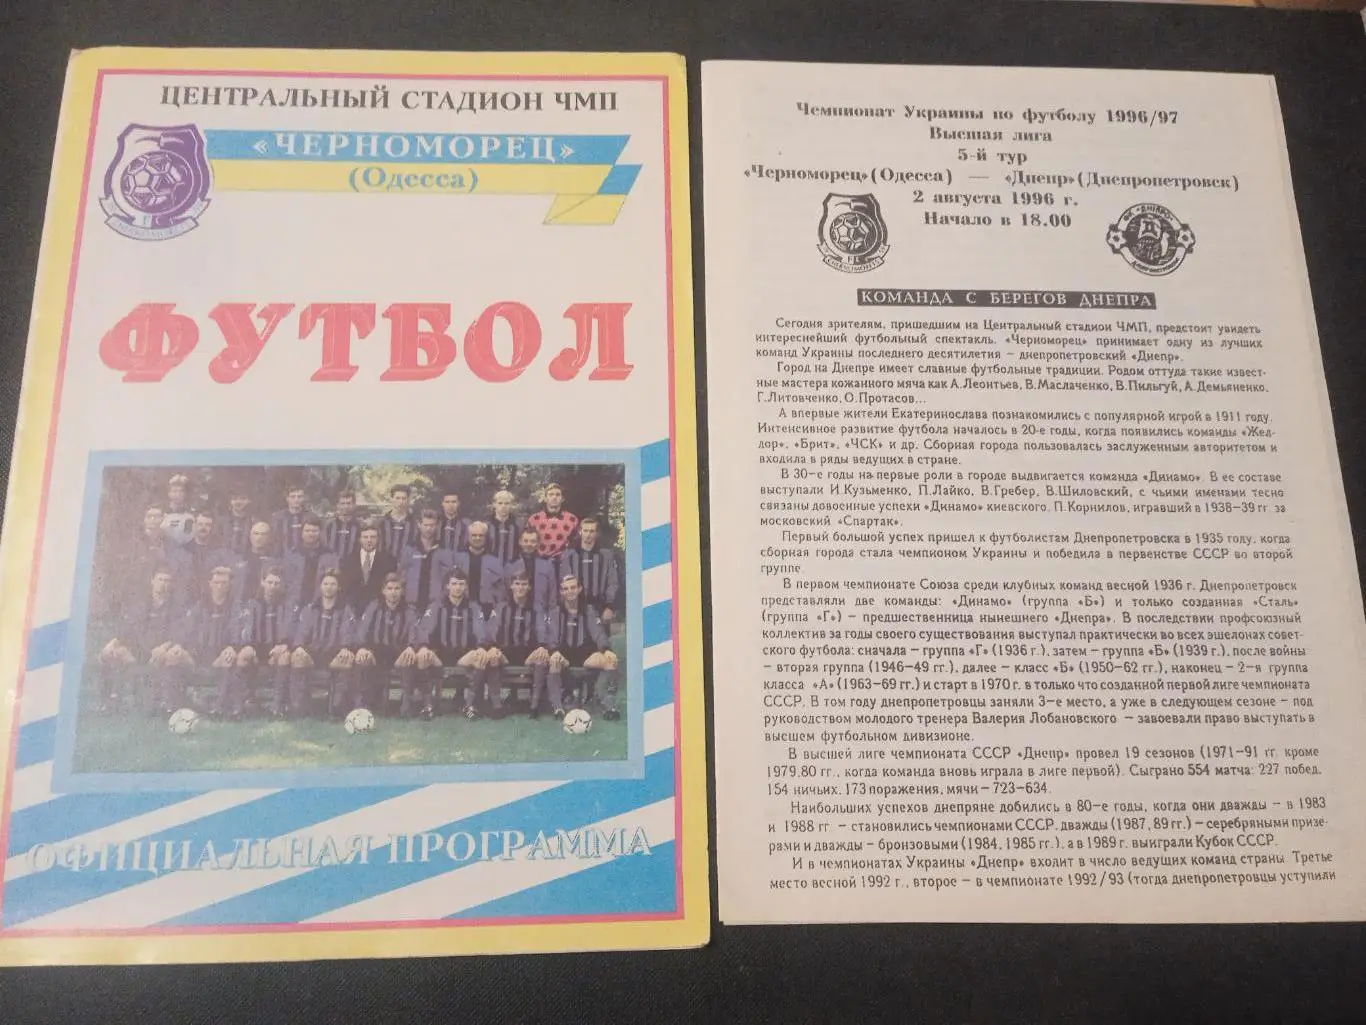 ЦЕНТРАЛЬНЫЙ СТАДИОН ЧМП
«ЧЕРНОМОРЕЦ»
(Одесса)
ФУТБОЛ
ОФИЦИАЛЬНАЯ ПРОГРАММА
Чемпионат Украины по футболу 1996/97
Высшая лига
5-й тур
«Черноморец» (Одесса) — «Днепр» (Днепропетровск)
2 августа 1996 г.
Начало в 18.00
ФК «ДНІПРО»
КОМАНДА С БЕРЕГОВ ДНЕПРА
Сегодня зрителям, пришедшим на Центральный стадион ЧМП, предстоит увидеть
интереснейший футбольный спектакль. «Черноморец» принимает одну из лучших
команд Украины последнего десятилетия – днепропетровский «Днепр».
Город на Днепре имеет славные футбольные традиции. Родом оттуда такие извест-
ные мастера кожанного мяча как А.Леонтьев, В.Маслаченко, В.Пильгуй, А.Демьяненко,
Г.Литовченко, О.Протасов...
А впервые жители Екатеринослава познакомились с популярной игрой в 1911 году.
Интенсивное развитие футбола началось в 20-е годы, когда появились команды «Жел-
дор», «Брит», «ЧСК» и др. Сборная города пользовалась заслуженным авторитетом и
входила в ряды ведущих в стране.
В 30-е годы на первые роли в городе выдвигается команда «Динамо». В ее составе
выступали И.Кузьменко, П.Лайко, В.Гребер, В.Шиловский, с чьими именами тесно
связаны довоенные успехи «Динамо» киевского. П.Корнилов, игравший в 1938-39 гг. за
московский «Спартак».
Первый большой успех пришел к футболистам Днепропетровска в 1935 году, когда
сборная города стала чемпионом Украины и победила в первенстве СССР во второй
группе.
В первом чемпионате Союза среди клубных команд весной 1936 г. Днепропетровск
представляли две команды: «Динамо» (группа «Б») и только созданная «Сталь»
(группа «Г») – предшественница нынешнего «Днепра». В последствии профсоюзный
коллектив за годы своего существования выступал практически во всех эшелонах совет-
ского футбола: сначала – группа «Г» (1936 г.), затем – группа «Б» (1939 г.), после войны
– вторая группа (1946-49 гг.), далее – класс «Б» (1950-62 гг.), наконец – 2-я группа
класса «А» (1963-69 гг.) и старт в 1970 г. в только что созданной первой лиге чемпионата
СССР. В том году днепропетровцы заняли 3-е место, а уже в следующем сезоне – под
руководством молодого тренера Валерия Лобановского – завоевали право выступать в
высшем футбольном дивизионе.
В высшей лиге чемпионата СССР «Днепр» провел 19 сезонов (1971-91 гг. кроме
1979,80 гг., когда команда вновь играла в лиге первой). Сыграно 554 матча: 227 побед,
154 ничьих, 173 поражения, мячи – 723-634.
Наибольших успехов днепряне добились в 80-е годы, когда они дважды – в 1983
и 1988 гг. – становились чемпионами СССР, дважды (1987, 89 гг.) – серебряными призе-
рами и дважды – бронзовыми (1984, 1985 гг.), а в 1989 г. выиграли Кубок СССР.
И в чемпионатах Украины «Днепр» входит в число ведущих команд страны. Третье
место весной 1992 г., второе – в чемпионате 1992/93 (тогда днепропетровцы уступили